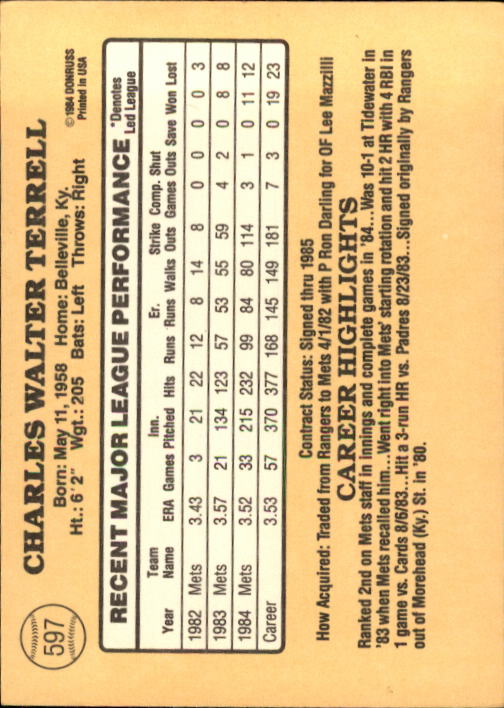 597
CHARLES WALTER TERRELL
©1984 DONRUSS
Printed in USA
Born: May 11, 1958 Home: Belleville, Ky.
Ht.: 6'2" Wgt.: 205 Bats: Left Throws: Right
RECENT MAJOR LEAGUE PERFORMANCE *Denotes Led League
Year Team Name ERA Games Inn. Pitched Hits Runs Er. Runs Walks Strike Outs Comp. Games Shut Outs Save Won Lost
1982 Mets 3.43 3 21 22 12 8 14 8 0 0 0 0 3
1983 Mets 3.57 21 134 123 57 53 55 59 4 2 0 8 8
1984 Mets 3.52 33 215 232 99 84 80 114 3 1 0 11 12
Career 3.53 57 370 377 168 145 149 181 7 3 0 19 23
Contract Status: Signed thru 1985
How Acquired: Traded from Rangers to Mets 4/1/82 with P Ron Darling for OF Lee Mazzilli
CAREER HIGHLIGHTS
Ranked 2nd on Mets staff in innings and complete games in '84...Was 10-1 at Tidewater in
'83 when Mets recalled him...Went right into Mets' starting rotation and hit 2 HR with 4 RBI in
1 game vs. Cards 8/6/83...Hit a 3-run HR vs. Padres 8/23/83...Signed originally by Rangers
out of Morehead (Ky.) St. in '80.